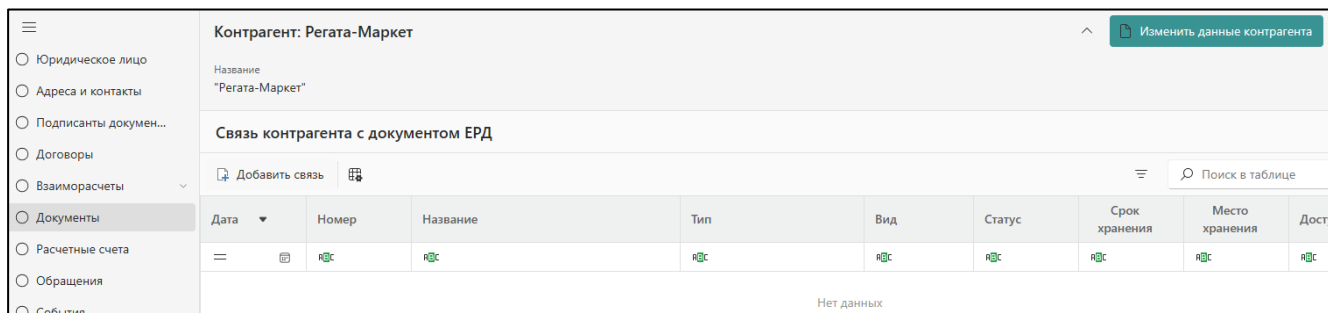 Контрагент: Регата-Маркет
Изменить данные контрагента
Название
"Регата-Маркет"
Юридическое лицо
Адреса и контакты
Подписанты докумен...
Договоры
Взаиморасчеты
Документы
Расчетные счета
Обращения
События
Связь контрагента с документом ЕРД
Добавить связь
Поиск в таблице
Дата
Номер
Название
Тип
Вид
Статус
Срок
хранения
Место
хранения
Дост
Нет данных